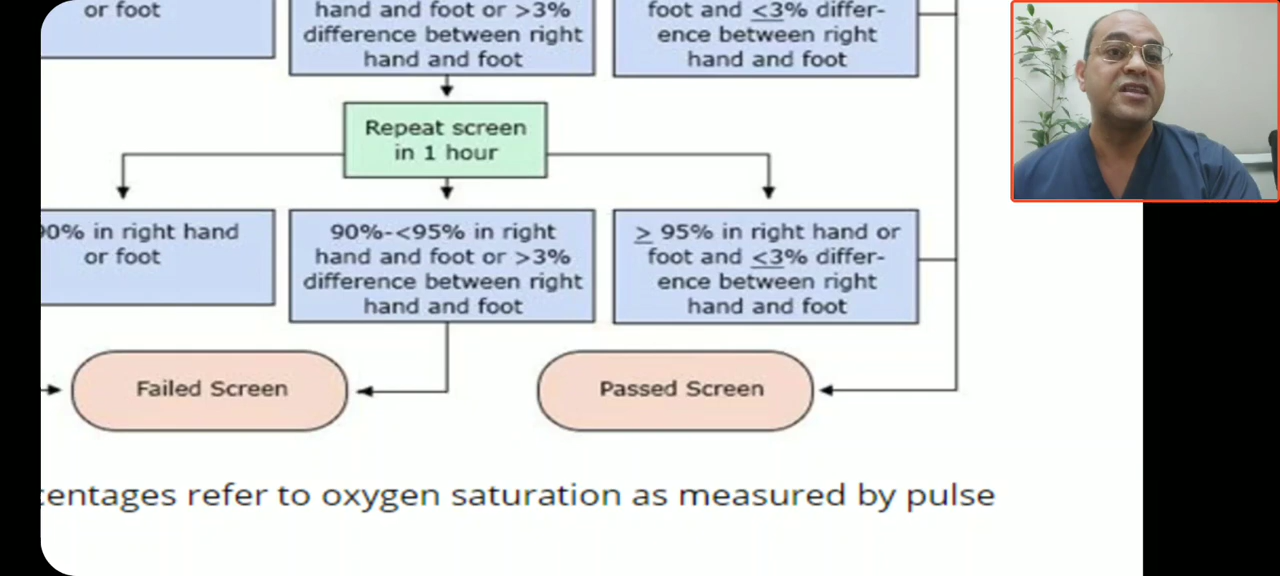 or foot
hand and foot or >3%
difference between right
hand and foot
foot and <3% differ-
ence between right
hand and foot
Repeat screen
in 1 hour
0% in right hand
or foot
90%-<95% in right
hand and foot or >3%
difference between right
hand and foot
≥ 95% in right hand or
foot and ≤3% differ-
ence between right
hand and foot
Failed Screen
Passed Screen
centages refer to oxygen saturation as measured by pulse